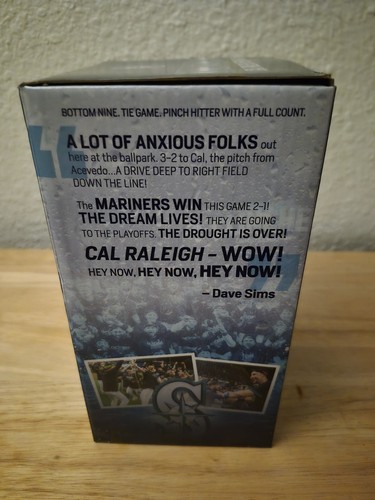 BOTTOM NINE. TIE GAME. PINCH HITTER WITH A FULL COUNT.
A LOT OF ANXIOUS FOLKS out
here at the ballpark. 3-2 to Cal, the pitch from
Acevedo...A DRIVE DEEP TO RIGHT FIELD
DOWN THE LINE!
The MARINERS WIN THIS GAME 2-1!
THE DREAM LIVES! THEY ARE GOING
TO THE PLAYOFFS. THE DROUGHT IS OVER!
CAL RALEIGH – WOW!
HEY NOW, HEY NOW, HEY NOW!
– Dave Sims